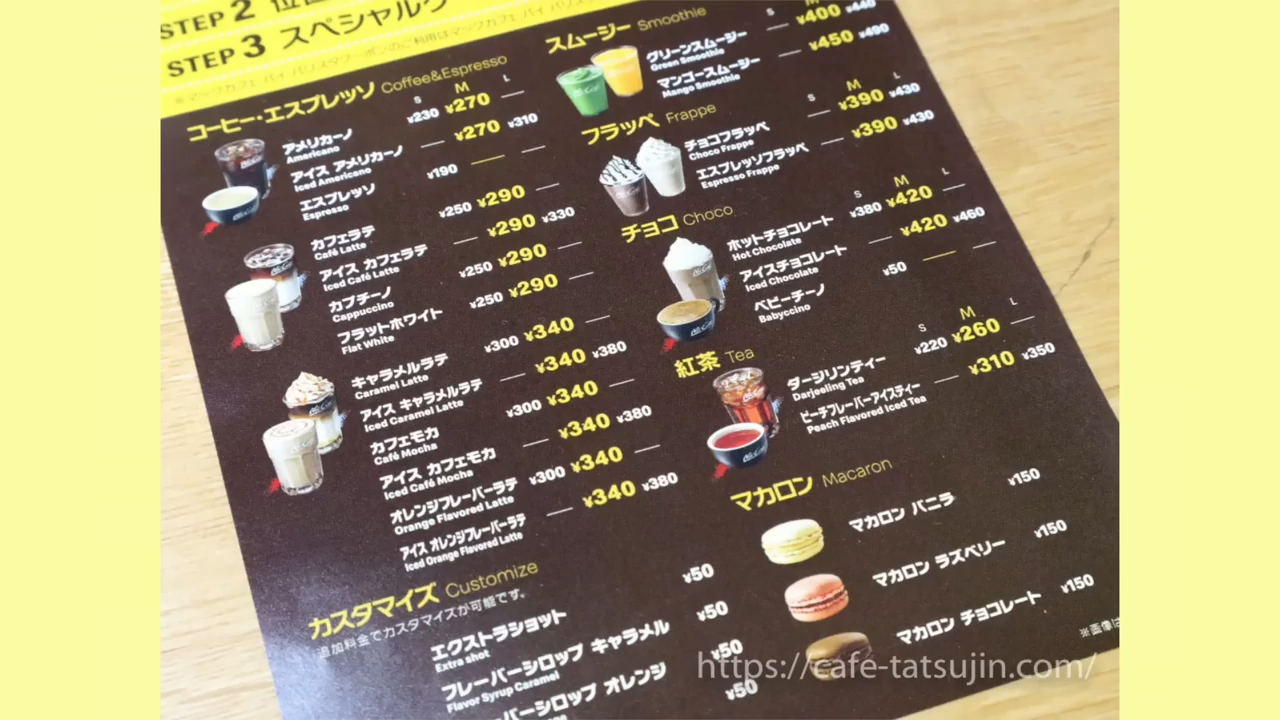 STEP 2
STEP 3 スペシャルク
コーヒー・エスプレッソ Coffee&Espresso
S M L
アメリカーノ ¥230 ¥270 —
Americano
アイス アメリカーノ — ¥270 ¥310
Iced Americano
エスプレッソ ¥190 — —
Espresso
カフェラテ ¥250 ¥290 —
Café Latte
アイス カフェラテ — ¥290 ¥330
Iced Café Latte
カプチーノ ¥250 ¥290 —
Cappuccino
フラットホワイト ¥250 ¥290 —
Flat White
キャラメルラテ ¥300 ¥340 —
Caramel Latte
アイス キャラメルラテ — ¥340 ¥380
Iced Caramel Latte
カフェモカ ¥300 ¥340 —
Café Mocha
アイス カフェモカ — ¥340 ¥380
Iced Café Mocha
オレンジフレーバーラテ ¥300 ¥340 —
Orange Flavored Latte
アイス オレンジフレーバーラテ — ¥340 ¥380
Iced Orange Flavored Latte
カスタマイズ Customize
追加料金でカスタマイズが可能です。
エクストラショット ¥50
Extra shot
フレーバーシロップ キャラメル ¥50
Flavor Syrup Caramel
ーバーシロップ オレンジ ¥50
¥50
スムージー Smoothie
S M
グリーンスムージー — ¥400 ¥440
Green Smoothie
マンゴースムージー — ¥450 ¥490
Mango Smoothie
フラッペ Frappe
S M L
チョコフラッペ — ¥390 ¥430
Choco Frappe
エスプレッソフラッペ — ¥390 ¥430
Espresso Frappe
チョコ Choco
S M L
ホットチョコレート ¥380 ¥420 —
Hot Chocolate
アイスチョコレート — ¥420 ¥460
Iced Chocolate
ベビーチーノ ¥50 — —
Babyccino
紅茶 Tea
S M L
ダージリンティー ¥220 ¥260 —
Darjeeling Tea
ピーチフレーバーアイスティー — ¥310 ¥350
Peach Flavored Iced Tea
マカロン Macaron
マカロン バニラ ¥150
マカロン ラズベリー ¥150
マカロン チョコレート ¥150
※画像は
https://cafe-tatsujin.com/